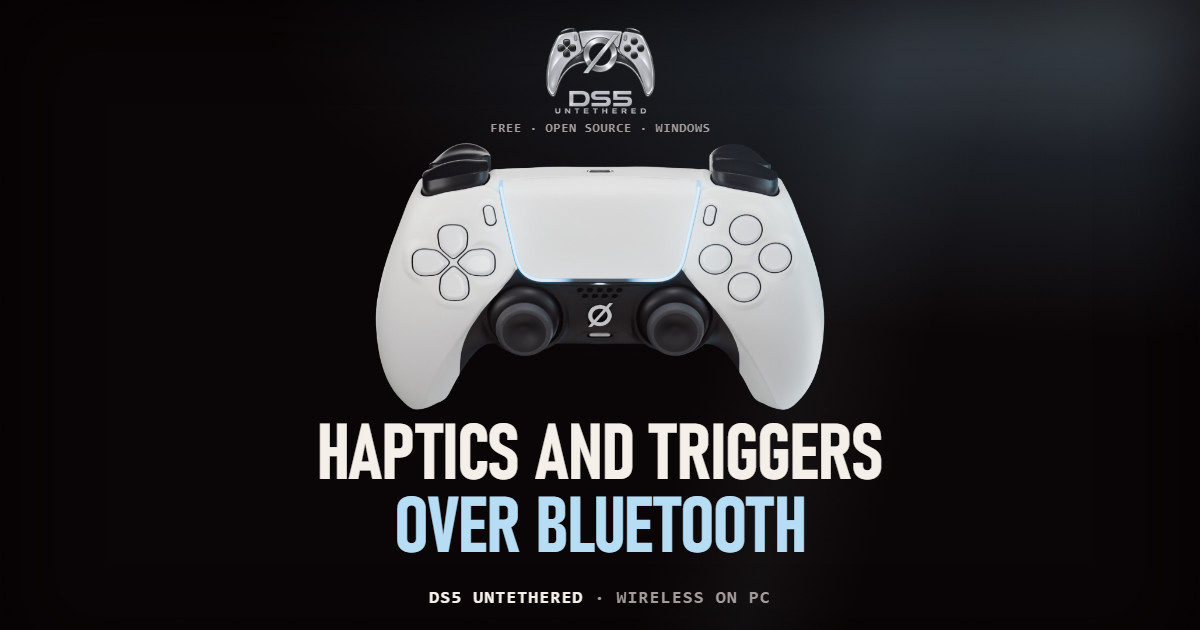 DS5
UNTETHERED
FREE · OPEN SOURCE · WINDOWS
HAPTICS AND TRIGGERS
OVER BLUETOOTH
DS5 UNTETHERED · WIRELESS ON PC